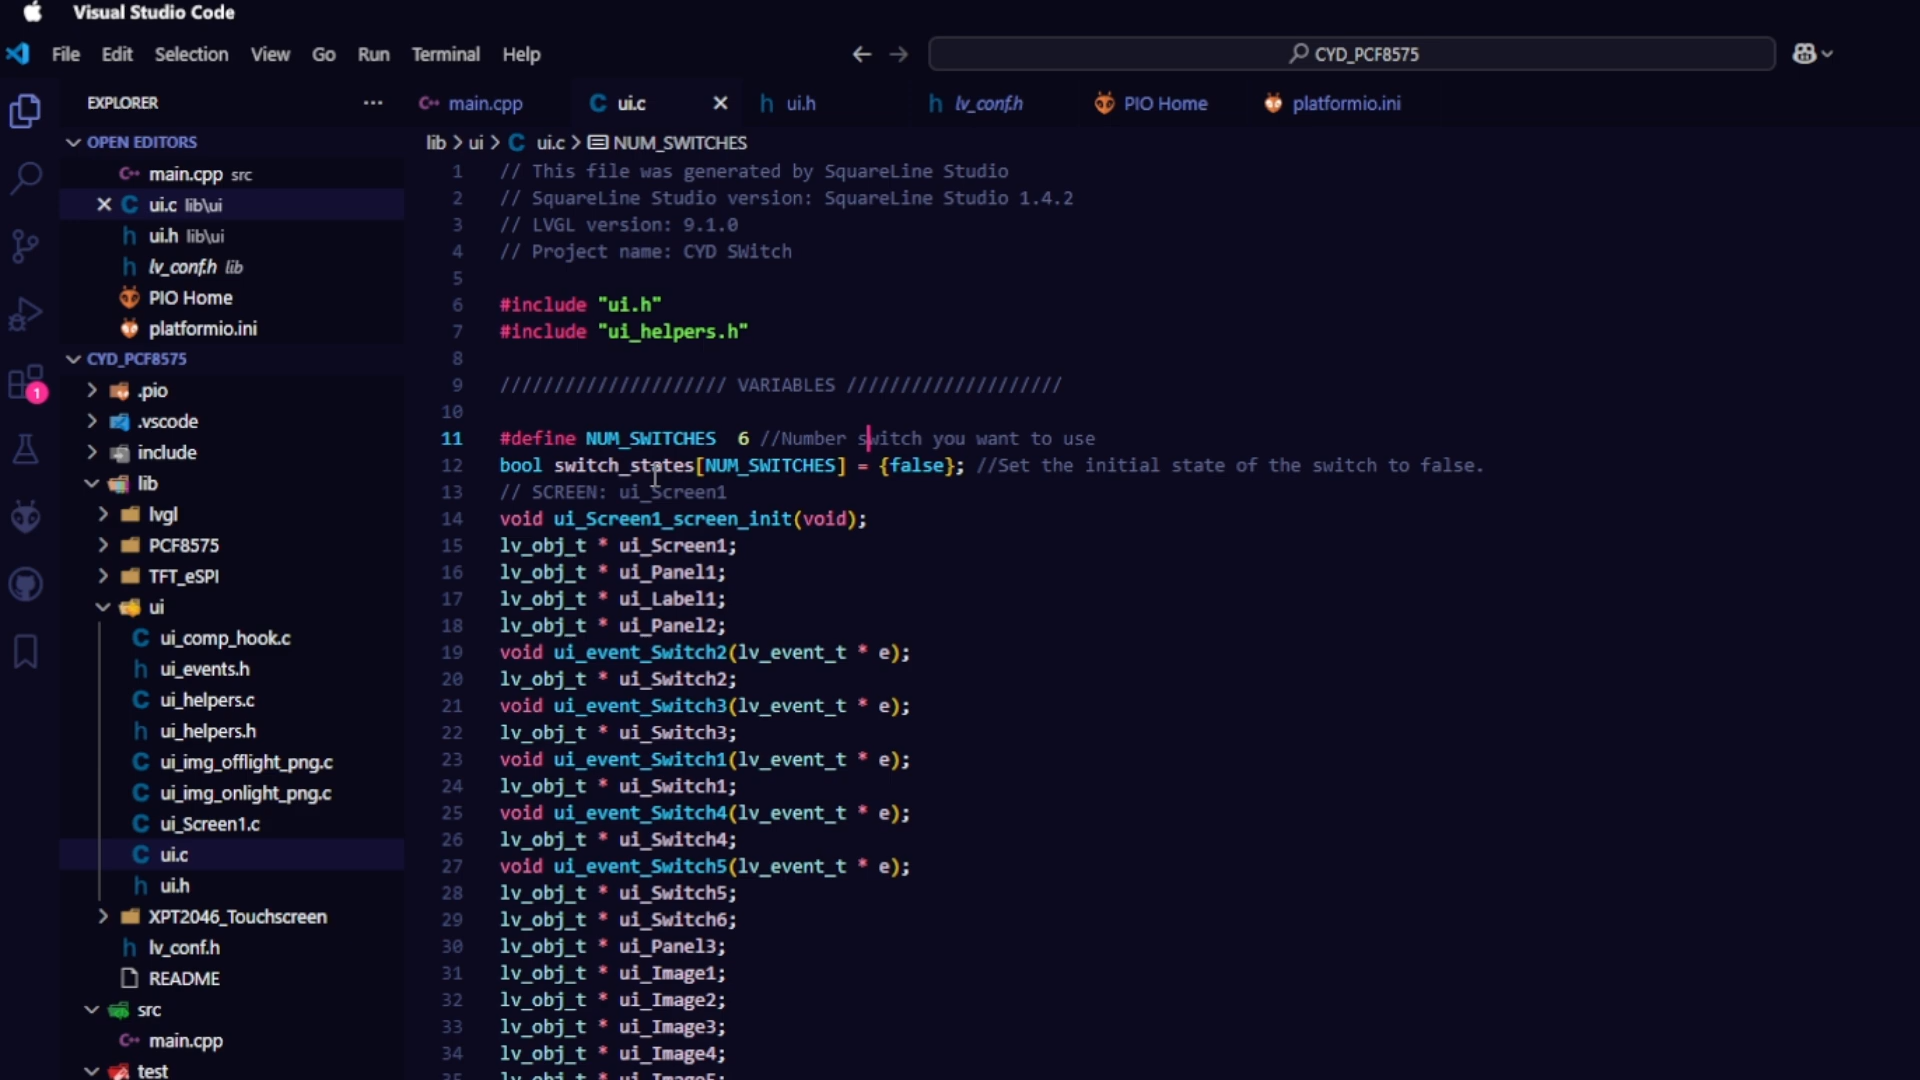 Visual Studio Code
File Edit Selection View Go Run Terminal Help
CYD_PCF8575
EXPLORER
main.cpp
ui.c
ui.h
lv_conf.h
PIO Home
platformio.ini
OPEN EDITORS
main.cpp src
ui.c lib\ui
ui.h lib\ui
lv_conf.h lib
PIO Home
platformio.ini
CYD_PCF8575
.pio
.vscode
include
lib
lvgl
PCF8575
TFT_eSPI
ui
ui_comp_hook.c
ui_events.h
ui_helpers.c
ui_helpers.h
ui_img_offlight_png.c
ui_img_onlight_png.c
ui_Screen1.c
ui.c
ui.h
XPT2046_Touchscreen
lv_conf.h
README
src
main.cpp
test
1
lib > ui > C ui.c > NUM_SWITCHES
1 // This file was generated by SquareLine Studio
2 // SquareLine Studio version: SquareLine Studio 1.4.2
3 // LVGL version: 9.1.0
4 // Project name: CYD SWitch
5
6 #include "ui.h"
7 #include "ui_helpers.h"
8
9 ///////////////////// VARIABLES ////////////////////
10
11 #define NUM_SWITCHES  6 //Number switch you want to use
12 bool switch_states[NUM_SWITCHES] = {false}; //Set the initial state of the switch to false.
13 // SCREEN: ui_Screen1
14 void ui_Screen1_screen_init(void);
15 lv_obj_t * ui_Screen1;
16 lv_obj_t * ui_Panel1;
17 lv_obj_t * ui_Label1;
18 lv_obj_t * ui_Panel2;
19 void ui_event_Switch2(lv_event_t * e);
20 lv_obj_t * ui_Switch2;
21 void ui_event_Switch3(lv_event_t * e);
22 lv_obj_t * ui_Switch3;
23 void ui_event_Switch1(lv_event_t * e);
24 lv_obj_t * ui_Switch1;
25 void ui_event_Switch4(lv_event_t * e);
26 lv_obj_t * ui_Switch4;
27 void ui_event_Switch5(lv_event_t * e);
28 lv_obj_t * ui_Switch5;
29 lv_obj_t * ui_Switch6;
30 lv_obj_t * ui_Panel3;
31 lv_obj_t * ui_Image1;
32 lv_obj_t * ui_Image2;
33 lv_obj_t * ui_Image3;
34 lv_obj_t * ui_Image4;